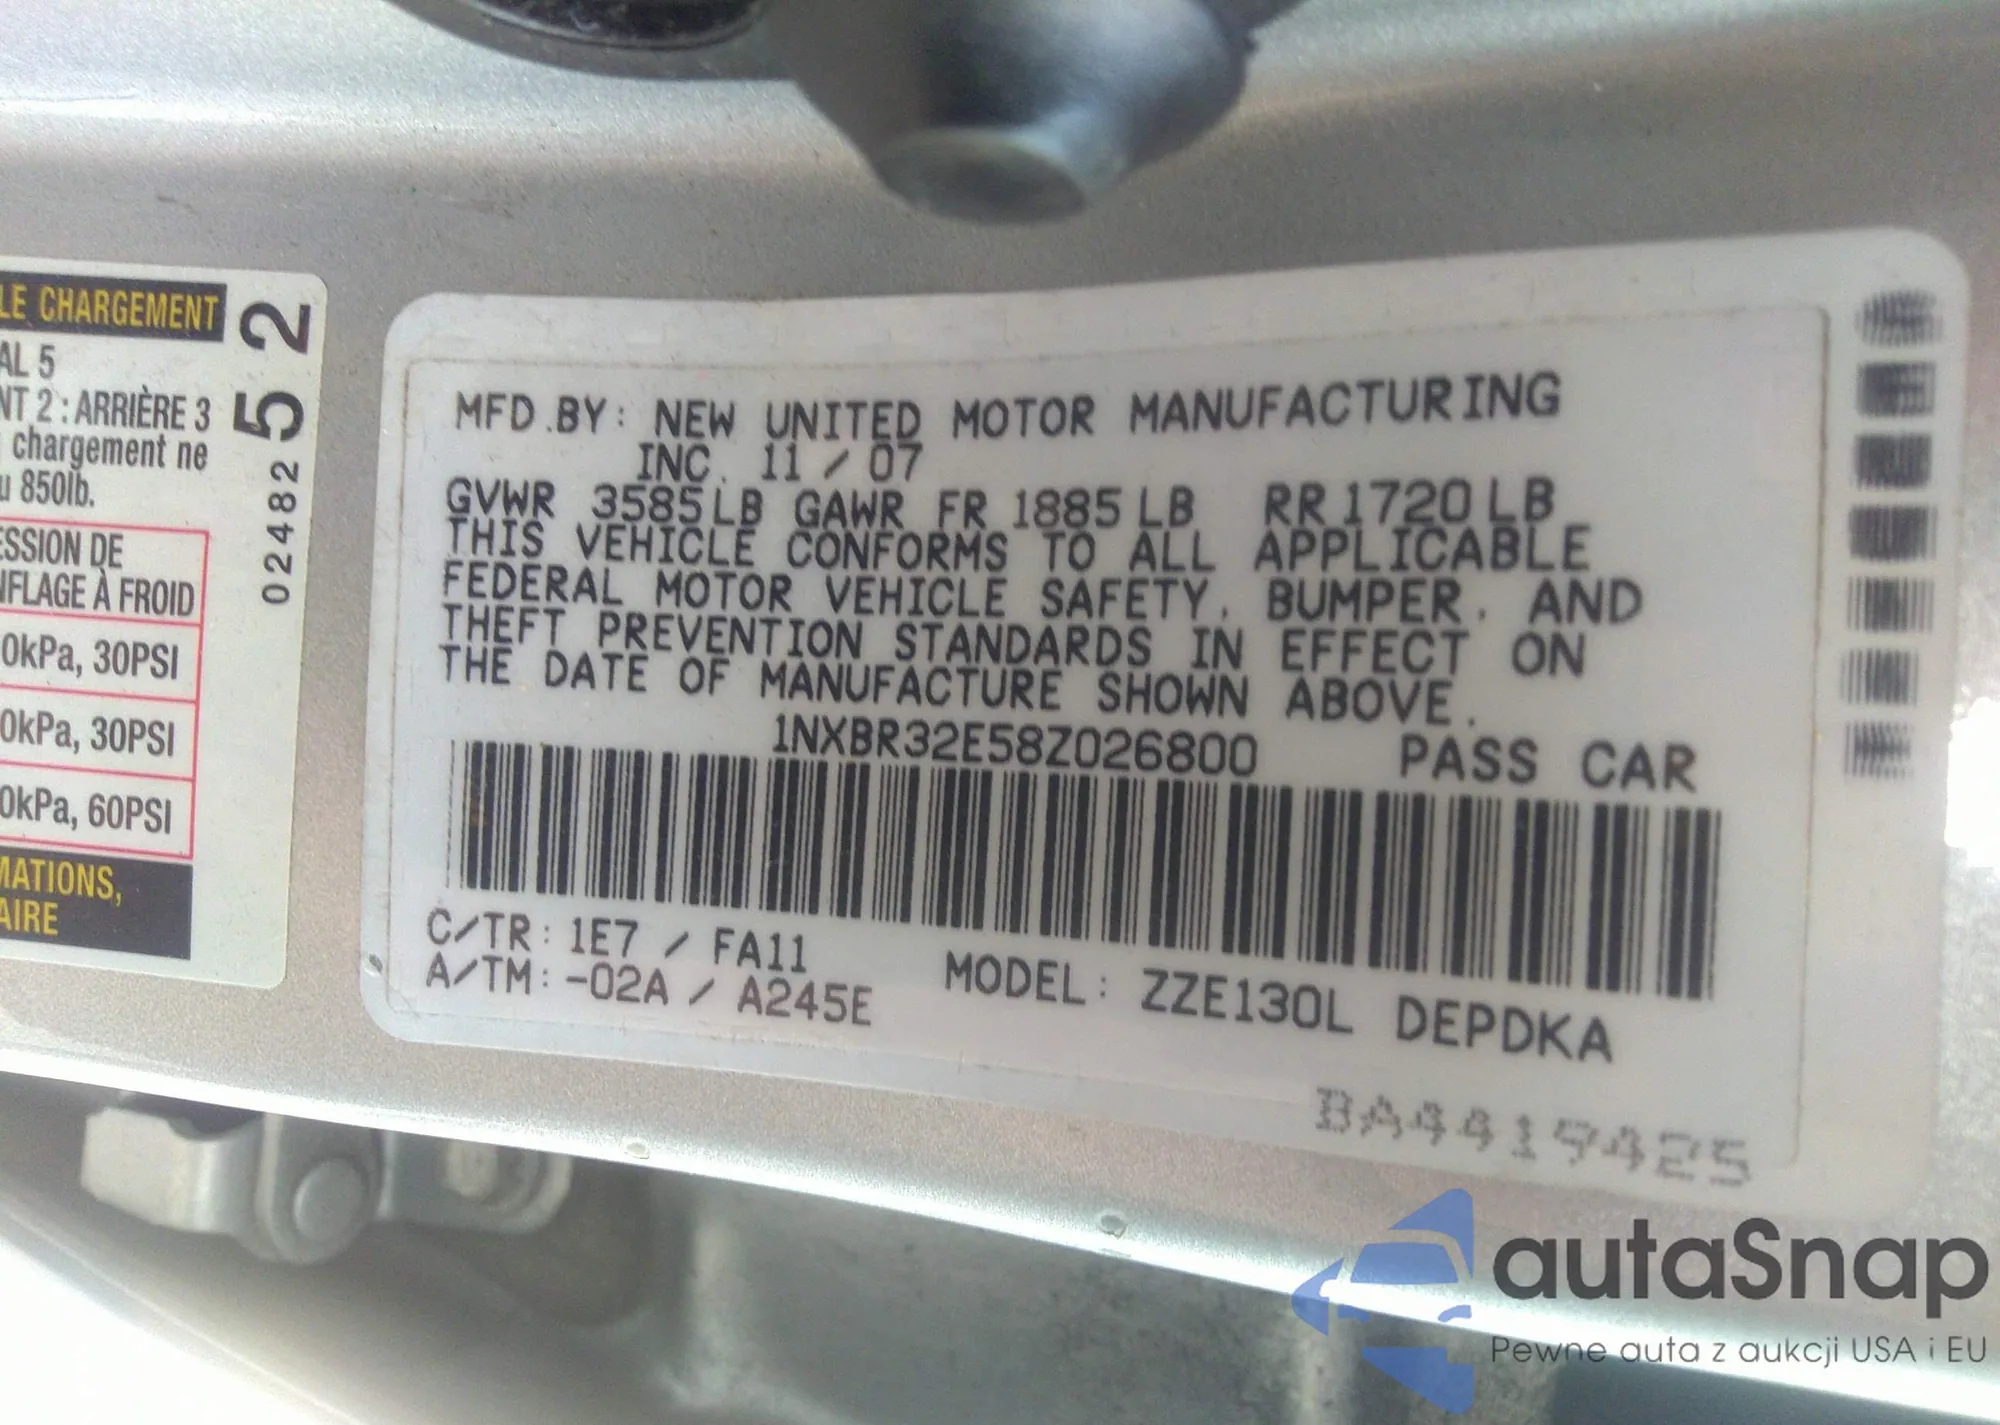 LE CHARGEMENT
AL 5
NT 2 : ARRIÈRE 3
chargement ne
u 850lb.
SSION DE
NFLAGE À FROID
0kPa, 30PSI
0kPa, 30PSI
0kPa, 60PSI
MATIONS,
AIRE
02482 52
MFD.BY: NEW UNITED MOTOR MANUFACTURING
INC. 11 / 07
GVWR 3585LB GAWR FR 1885LB RR 1720LB
THIS VEHICLE CONFORMS TO ALL APPLICABLE
FEDERAL MOTOR VEHICLE SAFETY, BUMPER, AND
THEFT PREVENTION STANDARDS IN EFFECT ON
THE DATE OF MANUFACTURE SHOWN ABOVE.
1NXBR32E58Z026800 PASS CAR
C/TR: 1E7 / FA11
A/TM: -02A / A245E
MODEL: ZZE130L DEPDKA
BA4419425
autaSnap
Pewne auta z aukcji USA i EU